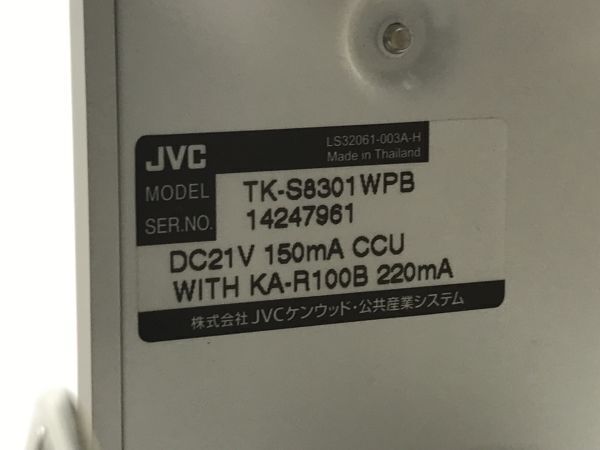 LS32061-003A-H
JVC
Made in Thailand
MODEL TK-S8301WPB
SER.NO. 14247961
DC21V 150mA CCU
WITH KA-R100B 220mA
株式会社 JVCケンウッド・公共産業システム